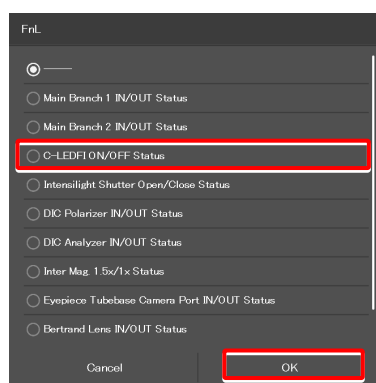 FnL
Main Branch 1 IN/OUT Status
Main Branch 2 IN/OUT Status
C-LEDFI ON/OFF Status
Intensilight Shutter Open/Close Status
DIC Polarizer IN/OUT Status
DIC Analyzer IN/OUT Status
Inter Mag. 1.5x/1x Status
Eyepiece Tubebase Camera Port IN/OUT Status
Bertrand Lens IN/OUT Status
Cancel
OK